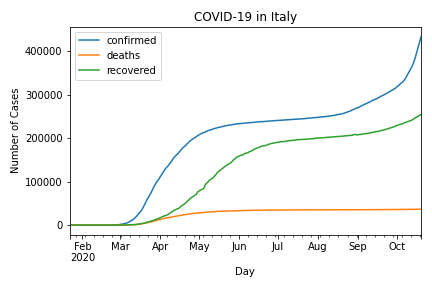 COVID-19 in Italy
confirmed
deaths
recovered
Number of Cases
400000
300000
200000
100000
0
Feb Mar Apr May Jun Jul Aug Sep Oct
2020
Day